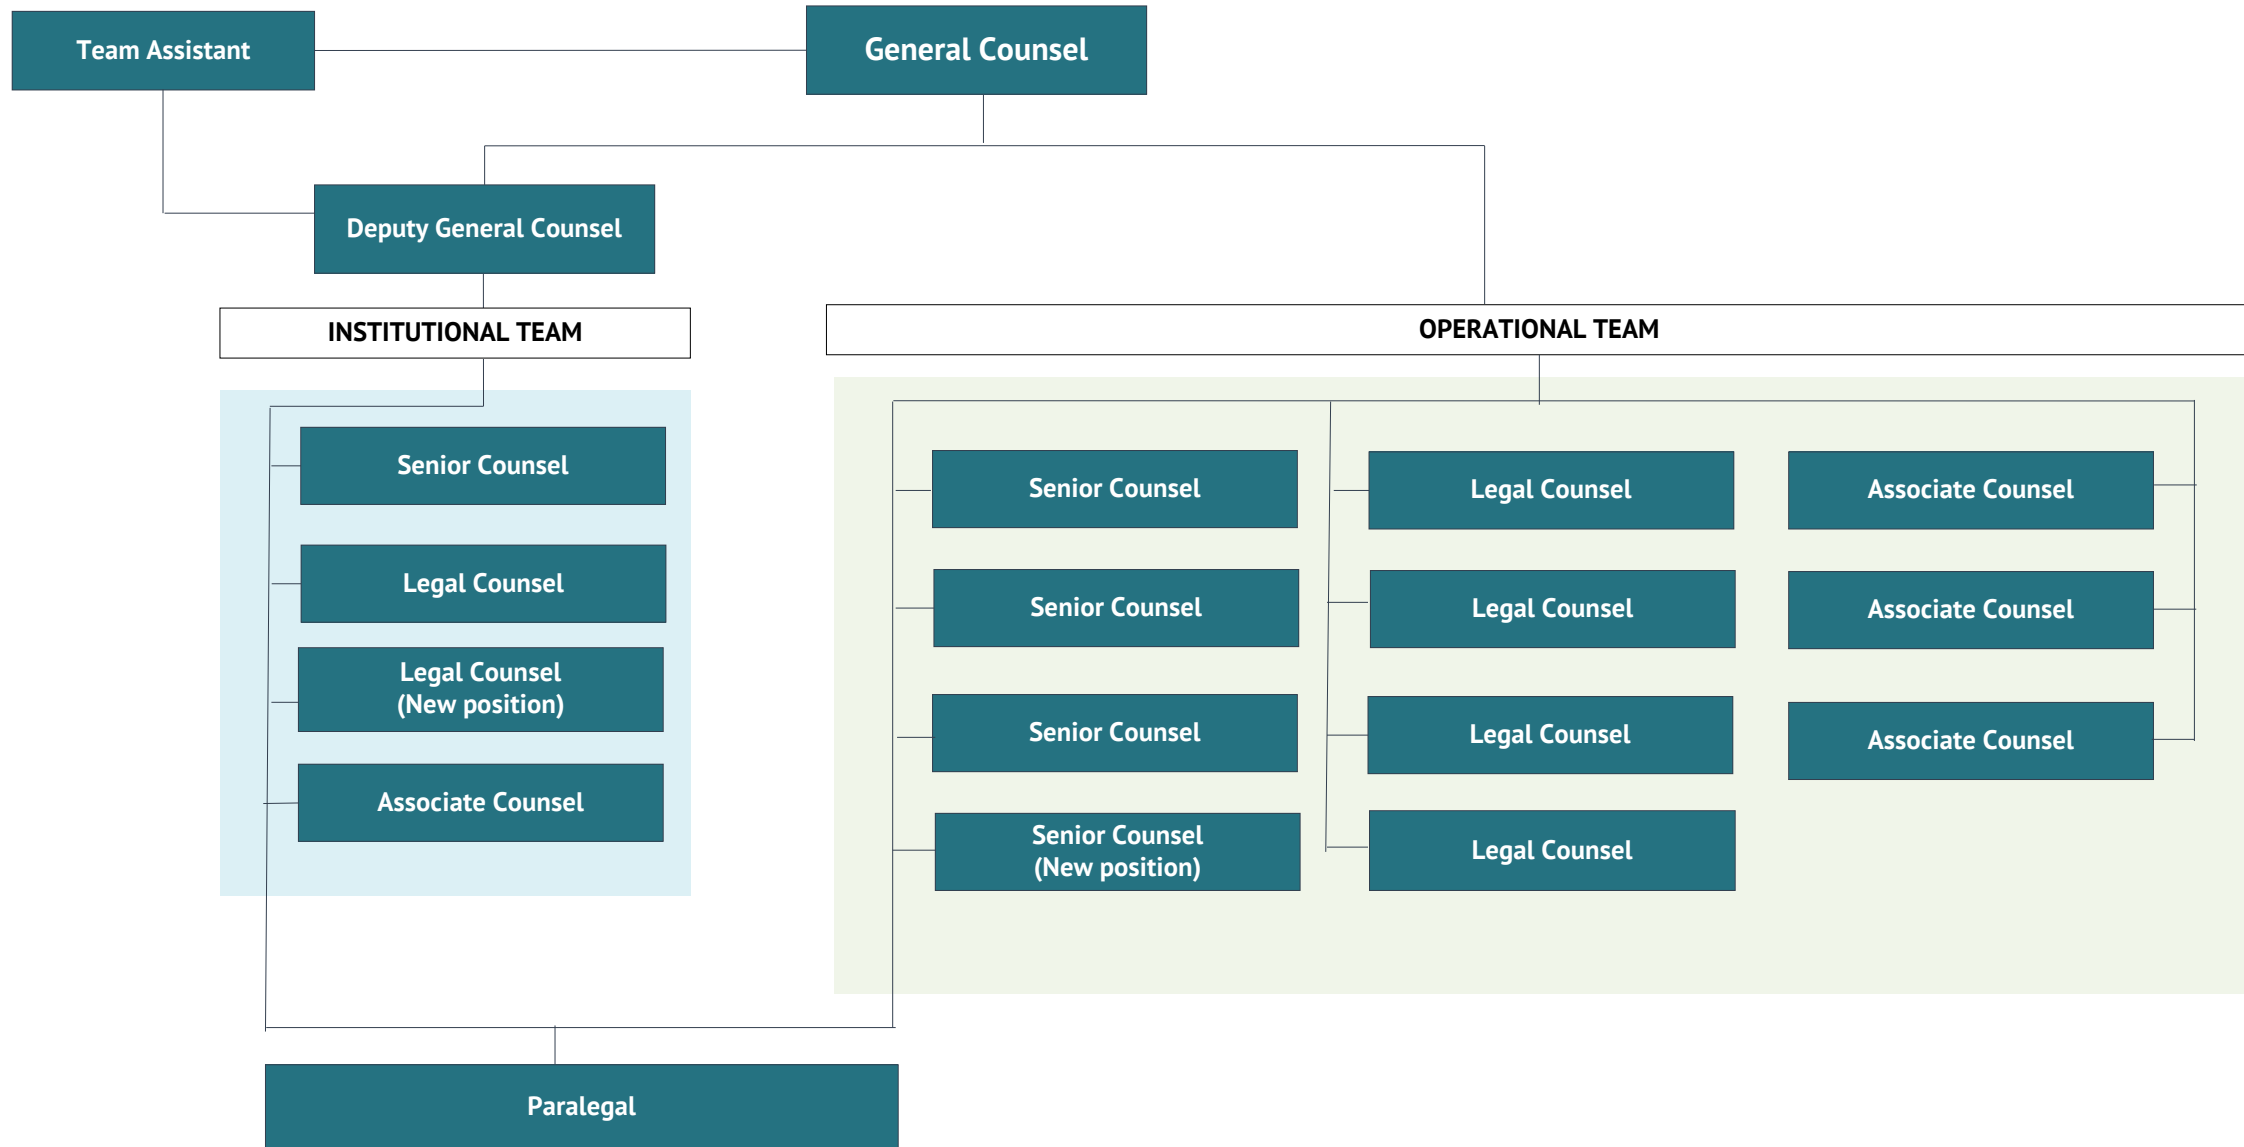 Team Assistant
General Counsel
Deputy General Counsel
INSTITUTIONAL TEAM
OPERATIONAL TEAM
Senior Counsel
Legal Counsel
Legal Counsel
(New position)
Associate Counsel
Senior Counsel
Senior Counsel
Senior Counsel
Senior Counsel
(New position)
Legal Counsel
Legal Counsel
Legal Counsel
Legal Counsel
Associate Counsel
Associate Counsel
Associate Counsel
Paralegal